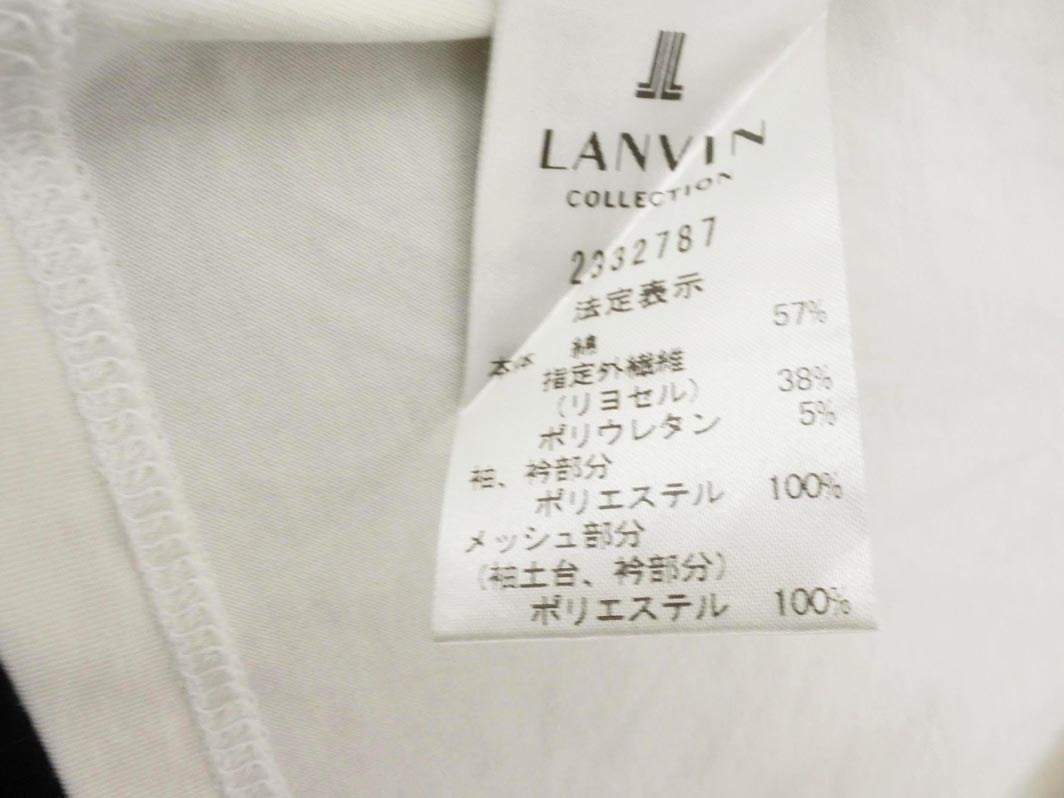 LANVIN
COLLECTION
2332787
法定表示
本体 綿 57%
指定外繊維
(リヨセル) 38%
ポリウレタン 5%
袖、衿部分
ポリエステル 100%
メッシュ部分
(袖土台、衿部分)
ポリエステル 100%